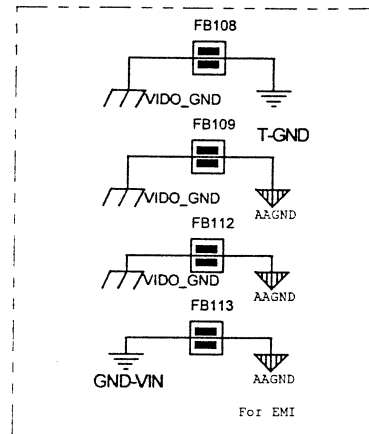 FB108
VIDO_GND
T-GND
FB109
VIDO_GND
AAGND
FB112
VIDO_GND
AAGND
FB113
GND-VIN
AAGND
For EMI